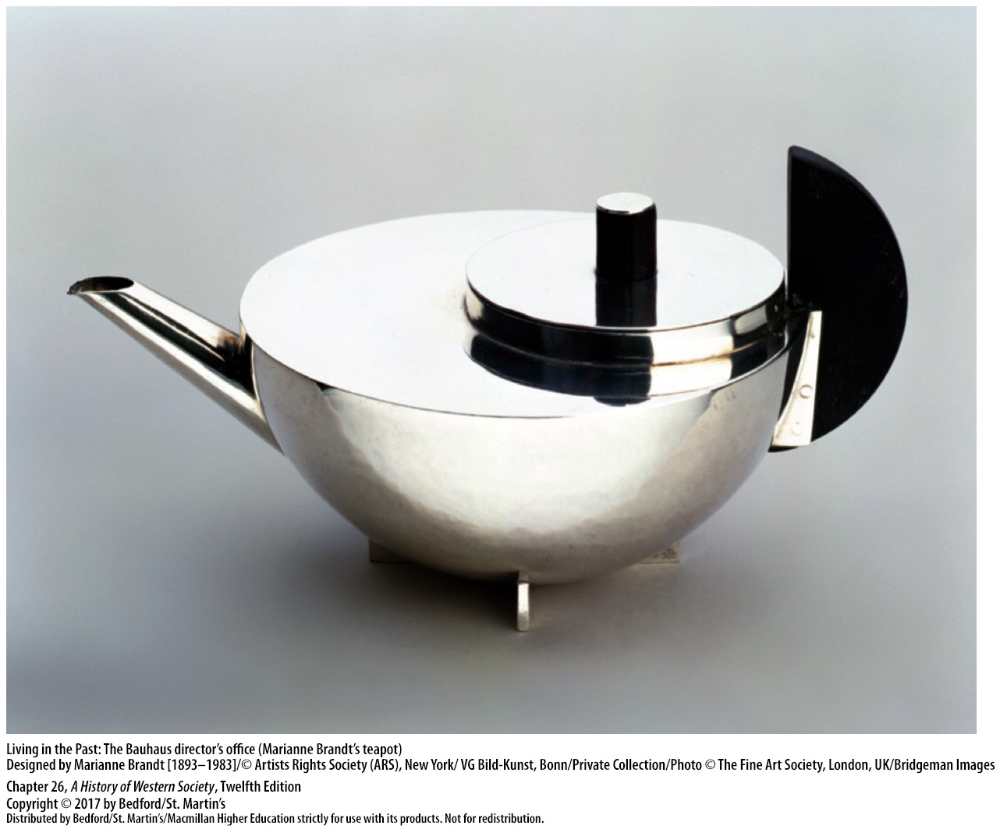 Living in the Past: The Bauhaus director's office (Marianne Brandt's teapot)
Designed by Marianne Brandt [1893–1983]/© Artists Rights Society (ARS), New York/ VG Bild-Kunst, Bonn/Private Collection/Photo © The Fine Art Society, London, UK/Bridgeman Images
Chapter 26, A History of Western Society, Twelfth Edition
Copyright © 2017 by Bedford/St. Martin's
Distributed by Bedford/St. Martin's/Macmillan Higher Education strictly for use with its products. Not for redistribution.